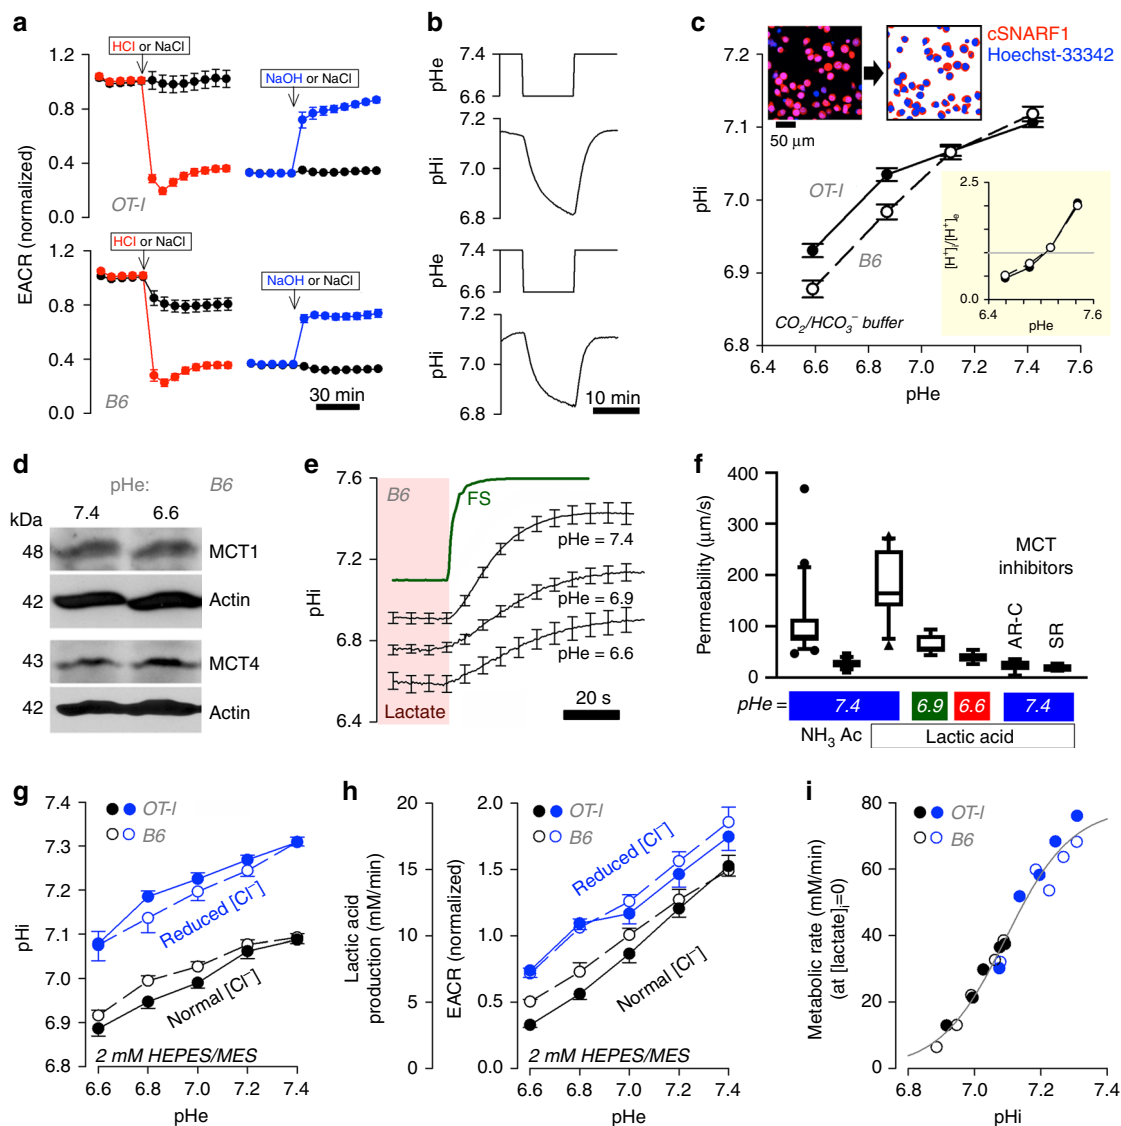 a
1.2
HCl or NaCl
0.8
NaOH or NaCl
0.4
0.0
OT-I
EACR (normalized)
1.2
HCl or NaCl
0.8
NaOH or NaCl
0.4
0.0
B6
30 min
b
7.4
pHe
6.6
7.2
pHi
7.0
6.8
7.4
pHe
6.6
7.2
pHi
7.0
6.8
10 min
c
7.2
7.1
7.0
6.9
6.8
pHi
cSNARF1
Hoechst-33342
50 µm
OT-I
B6
CO2/HCO3− buffer
2.5
0.0
[H+]i/[H+]e
6.4 7.6
pHe
6.4 6.6 6.8 7.0 7.2 7.4 7.6
pHe
d
pHe: B6
kDa 7.4 6.6
48 MCT1
42 Actin
43 MCT4
42 Actin
e
7.6
7.2
6.8
6.4
pHi
B6
FS
pHe = 7.4
pHe = 6.9
pHe = 6.6
Lactate
20 s
f
400
300
200
100
0
Permeability (µm/s)
MCT
inhibitors
AR-C
SR
pHe = 7.4 6.9 6.6 7.4
NH3 Ac Lactic acid
g
7.4
7.3
7.2
7.1
7.0
6.9
6.8
pHi
OT-I
B6
Reduced [Cl−]
Normal [Cl−]
2 mM HEPES/MES
6.6 6.8 7.0 7.2 7.4
pHe
h
20
15
10
5
0
Lactic acid
production (mM/min)
2.0
1.5
1.0
0.5
0.0
EACR (normalized)
OT-I
B6
Reduced [Cl−]
Normal [Cl−]
2 mM HEPES/MES
6.6 6.8 7.0 7.2 7.4
pHe
i
80
60
40
20
0
Metabolic rate (mM/min)
(at [lactate]i=0)
OT-I
B6
6.8 7.0 7.2 7.4
pHi